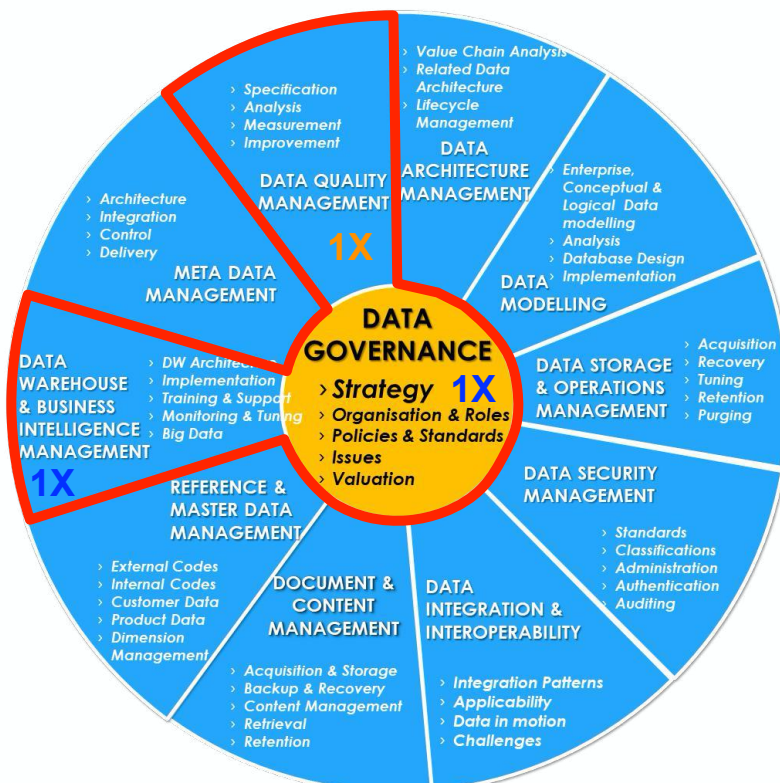 › Value Chain Analysis
› Related Data
Architecture
› Lifecycle
Management
DATA
ARCHITECTURE
MANAGEMENT
› Enterprise,
Conceptual &
Logical Data
modelling
› Analysis
› Database Design
› Implementation
DATA
MODELLING
› Acquisition
› Recovery
› Tuning
› Retention
› Purging
DATA STORAGE
& OPERATIONS
MANAGEMENT
DATA SECURITY
MANAGEMENT
› Standards
› Classifications
› Administration
› Authentication
› Auditing
DATA
INTEGRATION &
INTEROPERABILITY
› Integration Patterns
› Applicability
› Data in motion
› Challenges
DOCUMENT &
CONTENT
MANAGEMENT
› Acquisition & Storage
› Backup & Recovery
› Content Management
› Retrieval
› Retention
REFERENCE &
MASTER DATA
MANAGEMENT
› External Codes
› Internal Codes
› Customer Data
› Product Data
› Dimension
Management
DATA
WAREHOUSE
& BUSINESS
INTELLIGENCE
MANAGEMENT
1X
› DW Architecture
› Implementation
› Training & Support
› Monitoring & Tuning
› Big Data
› Architecture
› Integration
› Control
› Delivery
META DATA
MANAGEMENT
› Specification
› Analysis
› Measurement
› Improvement
DATA QUALITY
MANAGEMENT
1X
DATA
GOVERNANCE
› Strategy 1X
› Organisation & Roles
› Policies & Standards
› Issues
› Valuation